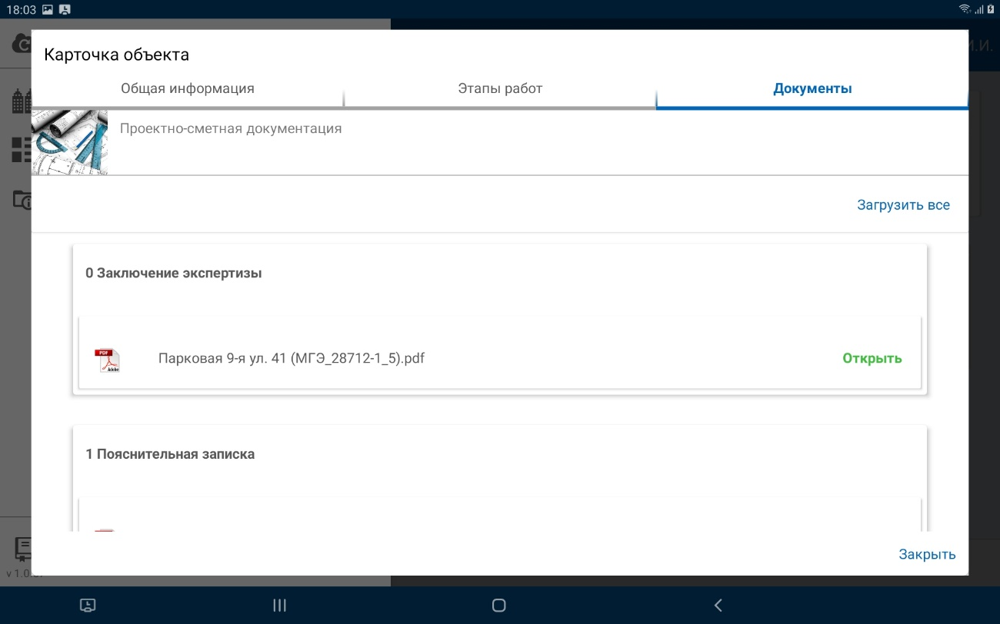 18:03
Карточка объекта
Общая информация
Этапы работ
Документы
Проектно-сметная документация
Загрузить все
0 Заключение экспертизы
PDF
Adobe
Парковая 9-я ул. 41 (МГЭ_28712-1_5).pdf
Открыть
1 Пояснительная записка
Закрыть
v 1.0.